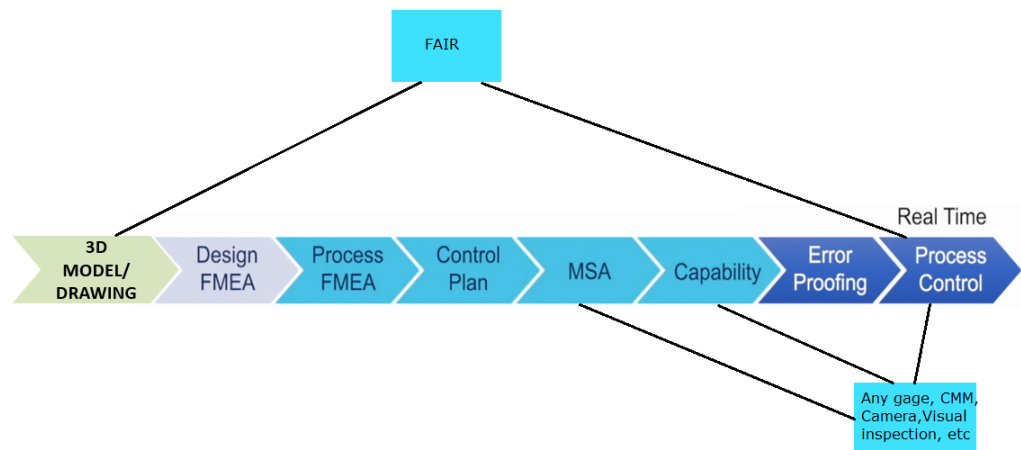 FAIR
Real Time
3D
MODEL/
DRAWING
Design
FMEA
Process
FMEA
Control
Plan
MSA
Capability
Error
Proofing
Process
Control
Any gage, CMM,
Camera,Visual
inspection, etc